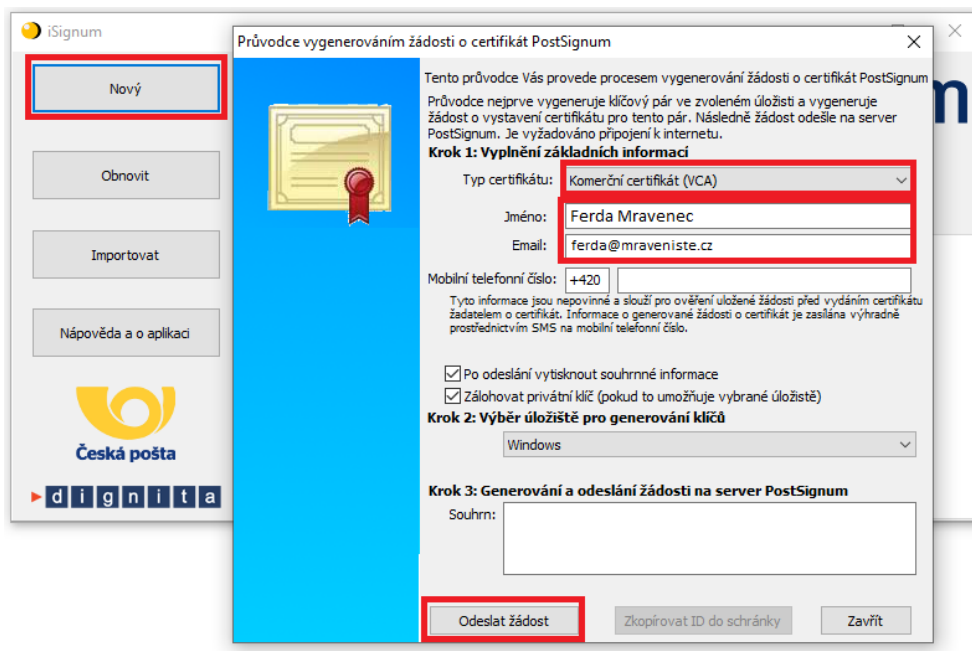 iSignum
Nový
Obnovit
Importovat
Nápověda a o aplikaci
Česká pošta
dignita
Průvodce vygenerováním žádosti o certifikát PostSignum
Tento průvodce Vás provede procesem vygenerování žádosti o certifikát PostSignum
Průvodce nejprve vygeneruje klíčový pár ve zvoleném úložisti a vygeneruje
žádost o vystavení certifikátu pro tento pár. Následně žádost odešle na server
PostSignum. Je vyžadováno připojení k internetu.
Krok 1: Vyplnění základních informací
Typ certifikátu: Komerční certifikát (VCA)
Jméno: Ferda Mravenec
Email: ferda@mraveniste.cz
Mobilní telefonní číslo: +420
Tyto informace jsou nepovinné a slouží pro ověření uložené žádosti před vydáním certifikátu
žadatelem o certifikát. Informace o generované žádosti o certifikát je zasílána výhradně
prostřednictvím SMS na mobilní telefonní číslo.
Po odeslání vytisknout souhrnné informace
Zálohovat privátní klíč (pokud to umožňuje vybrané úložistě)
Krok 2: Výběr úložiště pro generování klíčů
Windows
Krok 3: Generování a odeslání žádosti na server PostSignum
Souhrn:
Odeslat žádost
Zkopírovat ID do schránky
Zavřít